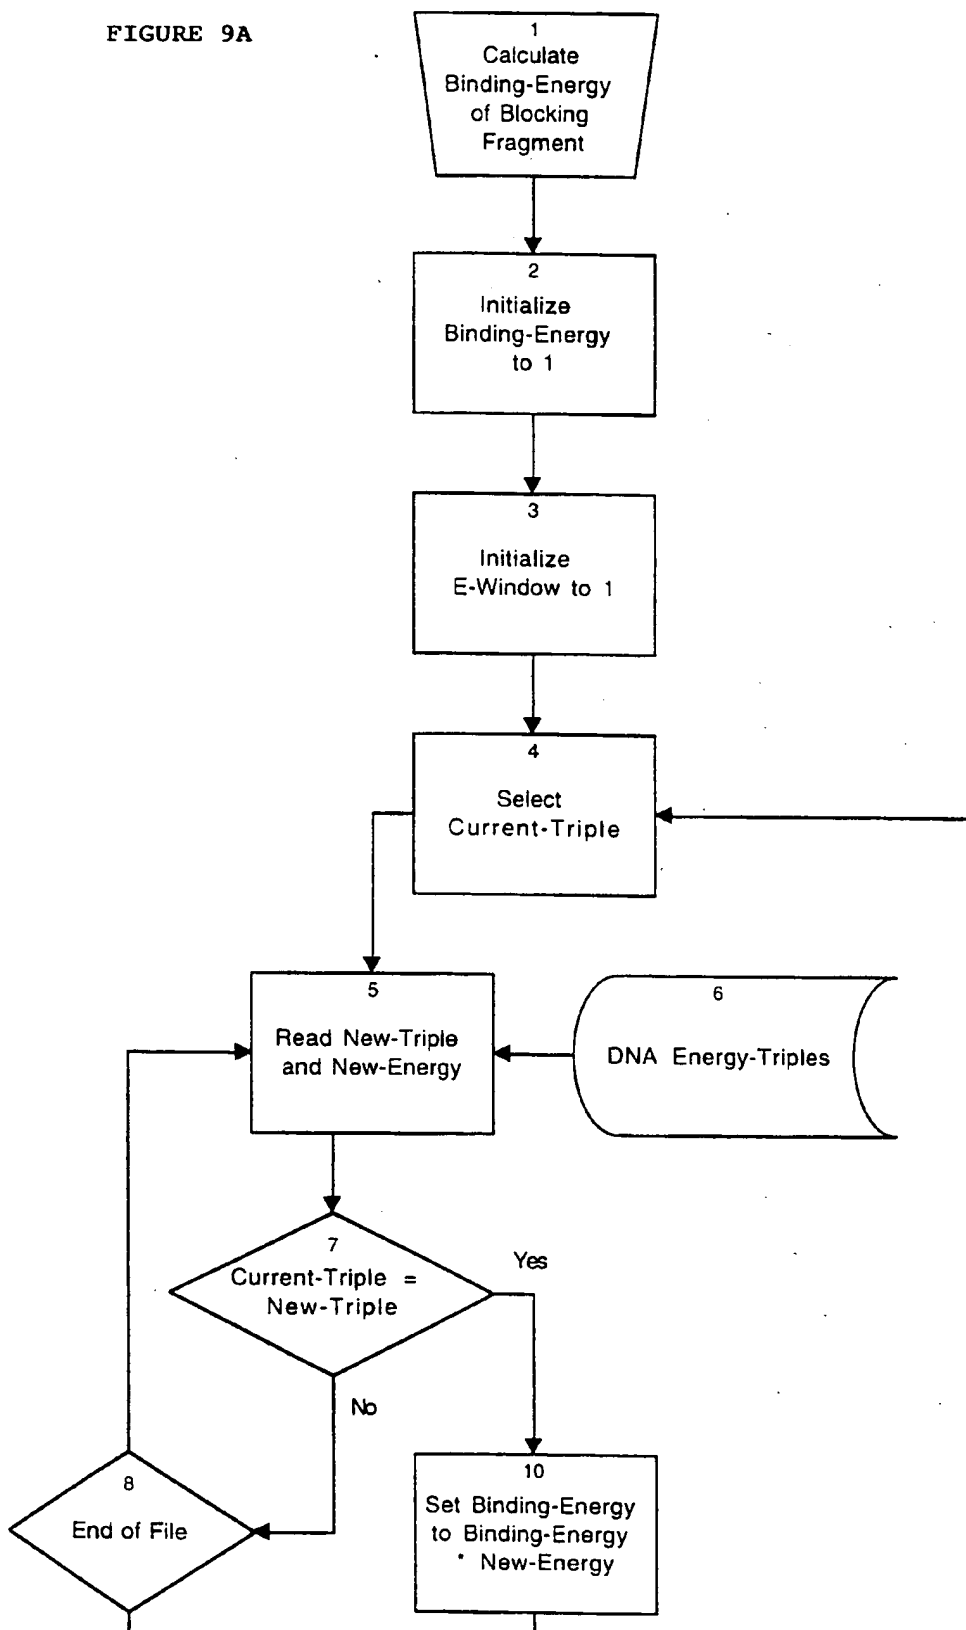 FIGURE 9A
1
Calculate
Binding-Energy
of Blocking
Fragment
2
Initialize
Binding-Energy
to 1
3
Initialize
E-Window to 1
4
Select
Current-Triple
5
Read New-Triple
and New-Energy
6
DNA Energy-Triples
7
Current-Triple =
New-Triple
Yes
No
8
End of File
10
Set Binding-Energy
to Binding-Energy
* New-Energy